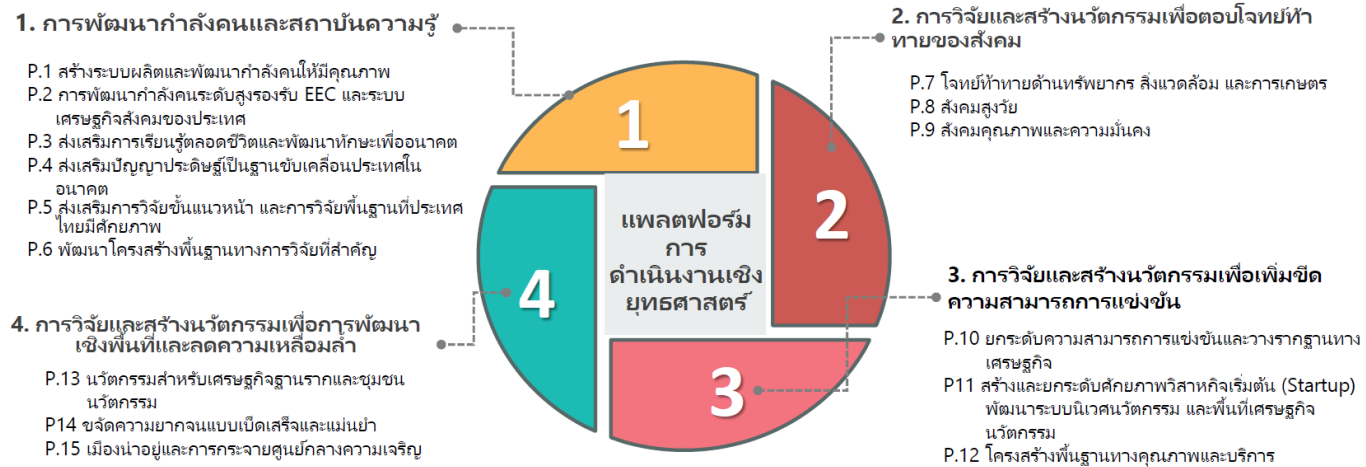 1. การพัฒนากำลังคนและสถาบันความรู้
P.1 สร้างระบบผลิตและพัฒนากำลังคนให้มีคุณภาพ
P.2 การพัฒนากำลังคนระดับสูงรองรับ EEC และระบบ
เศรษฐกิจสังคมของประเทศ
P.3 ส่งเสริมการเรียนรู้ตลอดชีวิตและพัฒนาทักษะเพื่ออนาคต
P.4 ส่งเสริมปัญญาประดิษฐ์เป็นฐานขับเคลื่อนประเทศใน
อนาคต
P.5 ส่งเสริมการวิจัยขั้นแนวหน้า และการวิจัยพื้นฐานที่ประเทศ
ไทยมีศักยภาพ
P.6 พัฒนาโครงสร้างพื้นฐานทางการวิจัยที่สำคัญ
2. การวิจัยและสร้างนวัตกรรมเพื่อตอบโจทย์ท้า
ทายของสังคม
P.7 โจทย์ท้าทายด้านทรัพยากร สิ่งแวดล้อม และการเกษตร
P.8 สังคมสูงวัย
P.9 สังคมคุณภาพและความมั่นคง
1
2
3
4
แพลตฟอร์ม
การ
ดำเนินงานเชิง
ยุทธศาสตร์
3. การวิจัยและสร้างนวัตกรรมเพื่อเพิ่มขีด
ความสามารถการแข่งขัน
P.10 ยกระดับความสามารถการแข่งขันและวางรากฐานทาง
เศรษฐกิจ
P11 สร้างและยกระดับศักยภาพวิสาหกิจเริ่มต้น (Startup)
พัฒนาระบบนิเวศนวัตกรรม และพื้นที่เศรษฐกิจ
นวัตกรรม
P.12 โครงสร้างพื้นฐานทางคุณภาพและบริการ
4. การวิจัยและสร้างนวัตกรรมเพื่อการพัฒนา
เชิงพื้นที่และลดความเหลื่อมล้ำ
P.13 นวัตกรรมสำหรับเศรษฐกิจฐานรากและชุมชน
นวัตกรรม
P14 ขจัดความยากจนแบบเบ็ดเสร็จและแม่นยำ
P.15 เมืองน่าอยู่และการกระจายศูนย์กลางความเจริญ